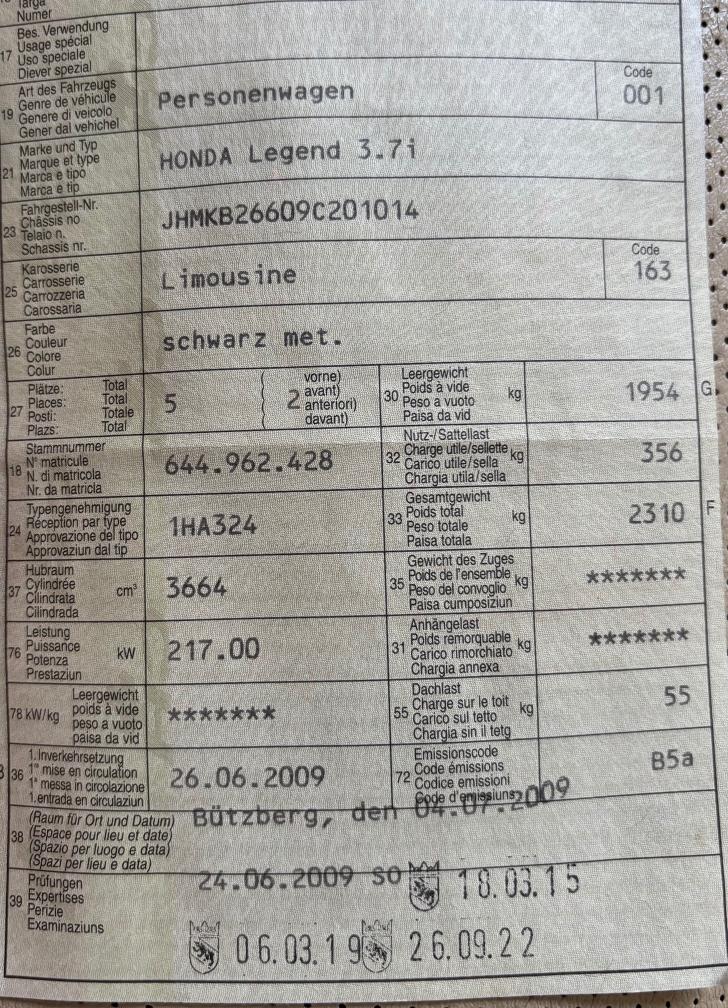 Targa
Numer
17 Bes. Verwendung
Usage spécial
Uso speciale
Diever spezial
19 Art des Fahrzeugs
Genre de véhicule
Genere di veicolo
Gener dal vehichel
Personenwagen
Code
001
21 Marke und Typ
Marque et type
Marca e tipo
Marca e tip
HONDA Legend 3.7i
23 Fahrgestell-Nr.
Châssis no
Telaio n.
Schassis nr.
JHMKB26609C201014
25 Karosserie
Carrosserie
Carrozzeria
Carossaria
Limousine
Code
163
26 Farbe
Couleur
Colore
Colur
schwarz met.
27 Plätze: Total
Places: Total
Posti: Totale
Plazs: Total
5
2 vorne)
avant)
anteriori)
davant)
30 Leergewicht
Poids à vide
Peso a vuoto
Paisa da vid
kg
1954 G
18 Stammnummer
N° matricule
N. di matricola
Nr. da matricla
644.962.428
32 Nutz-/Sattellast
Charge utile/sellette
Carico utile/sella
Chargia utila/sella
kg
356
24 Typengenehmigung
Réception par type
Approvazione del tipo
Approvaziun dal tip
1HA324
33 Gesamtgewicht
Poids total
Peso totale
Paisa totala
kg
2310 F
37 Hubraum
Cylindrée
Cilindrata
Cilindrada
cm³
3664
35 Gewicht des Zuges
Poids de l'ensemble
Peso del convoglio
Paisa cumposiziun
kg
*******
76 Leistung
Puissance
Potenza
Prestaziun
kW
217.00
31 Anhängelast
Poids remorquable
Carico rimorchiato
Chargia annexa
kg
*******
78 kW/kg Leergewicht
poids à vide
peso a vuoto
paisa da vid
*******
55 Dachlast
Charge sur le toit
Carico sul tetto
Chargia sin il tetg
kg
55
36 1. Inverkehrsetzung
1re mise en circulation
1a messa in circolazione
1. entrada en circulaziun
26.06.2009
72 Emissionscode
Code émissions
Codice emissioni
Code d'emissiuns
B5a
38 (Raum für Ort und Datum)
(Espace pour lieu et date)
(Spazio per luogo e data)
(Spazi per lieu e data)
Bützberg, den 04.07.2009
39 Prüfungen
Expertises
Perizie
Examinaziuns
24.06.2009 SO 18.03.15
06.03.19 26.09.22